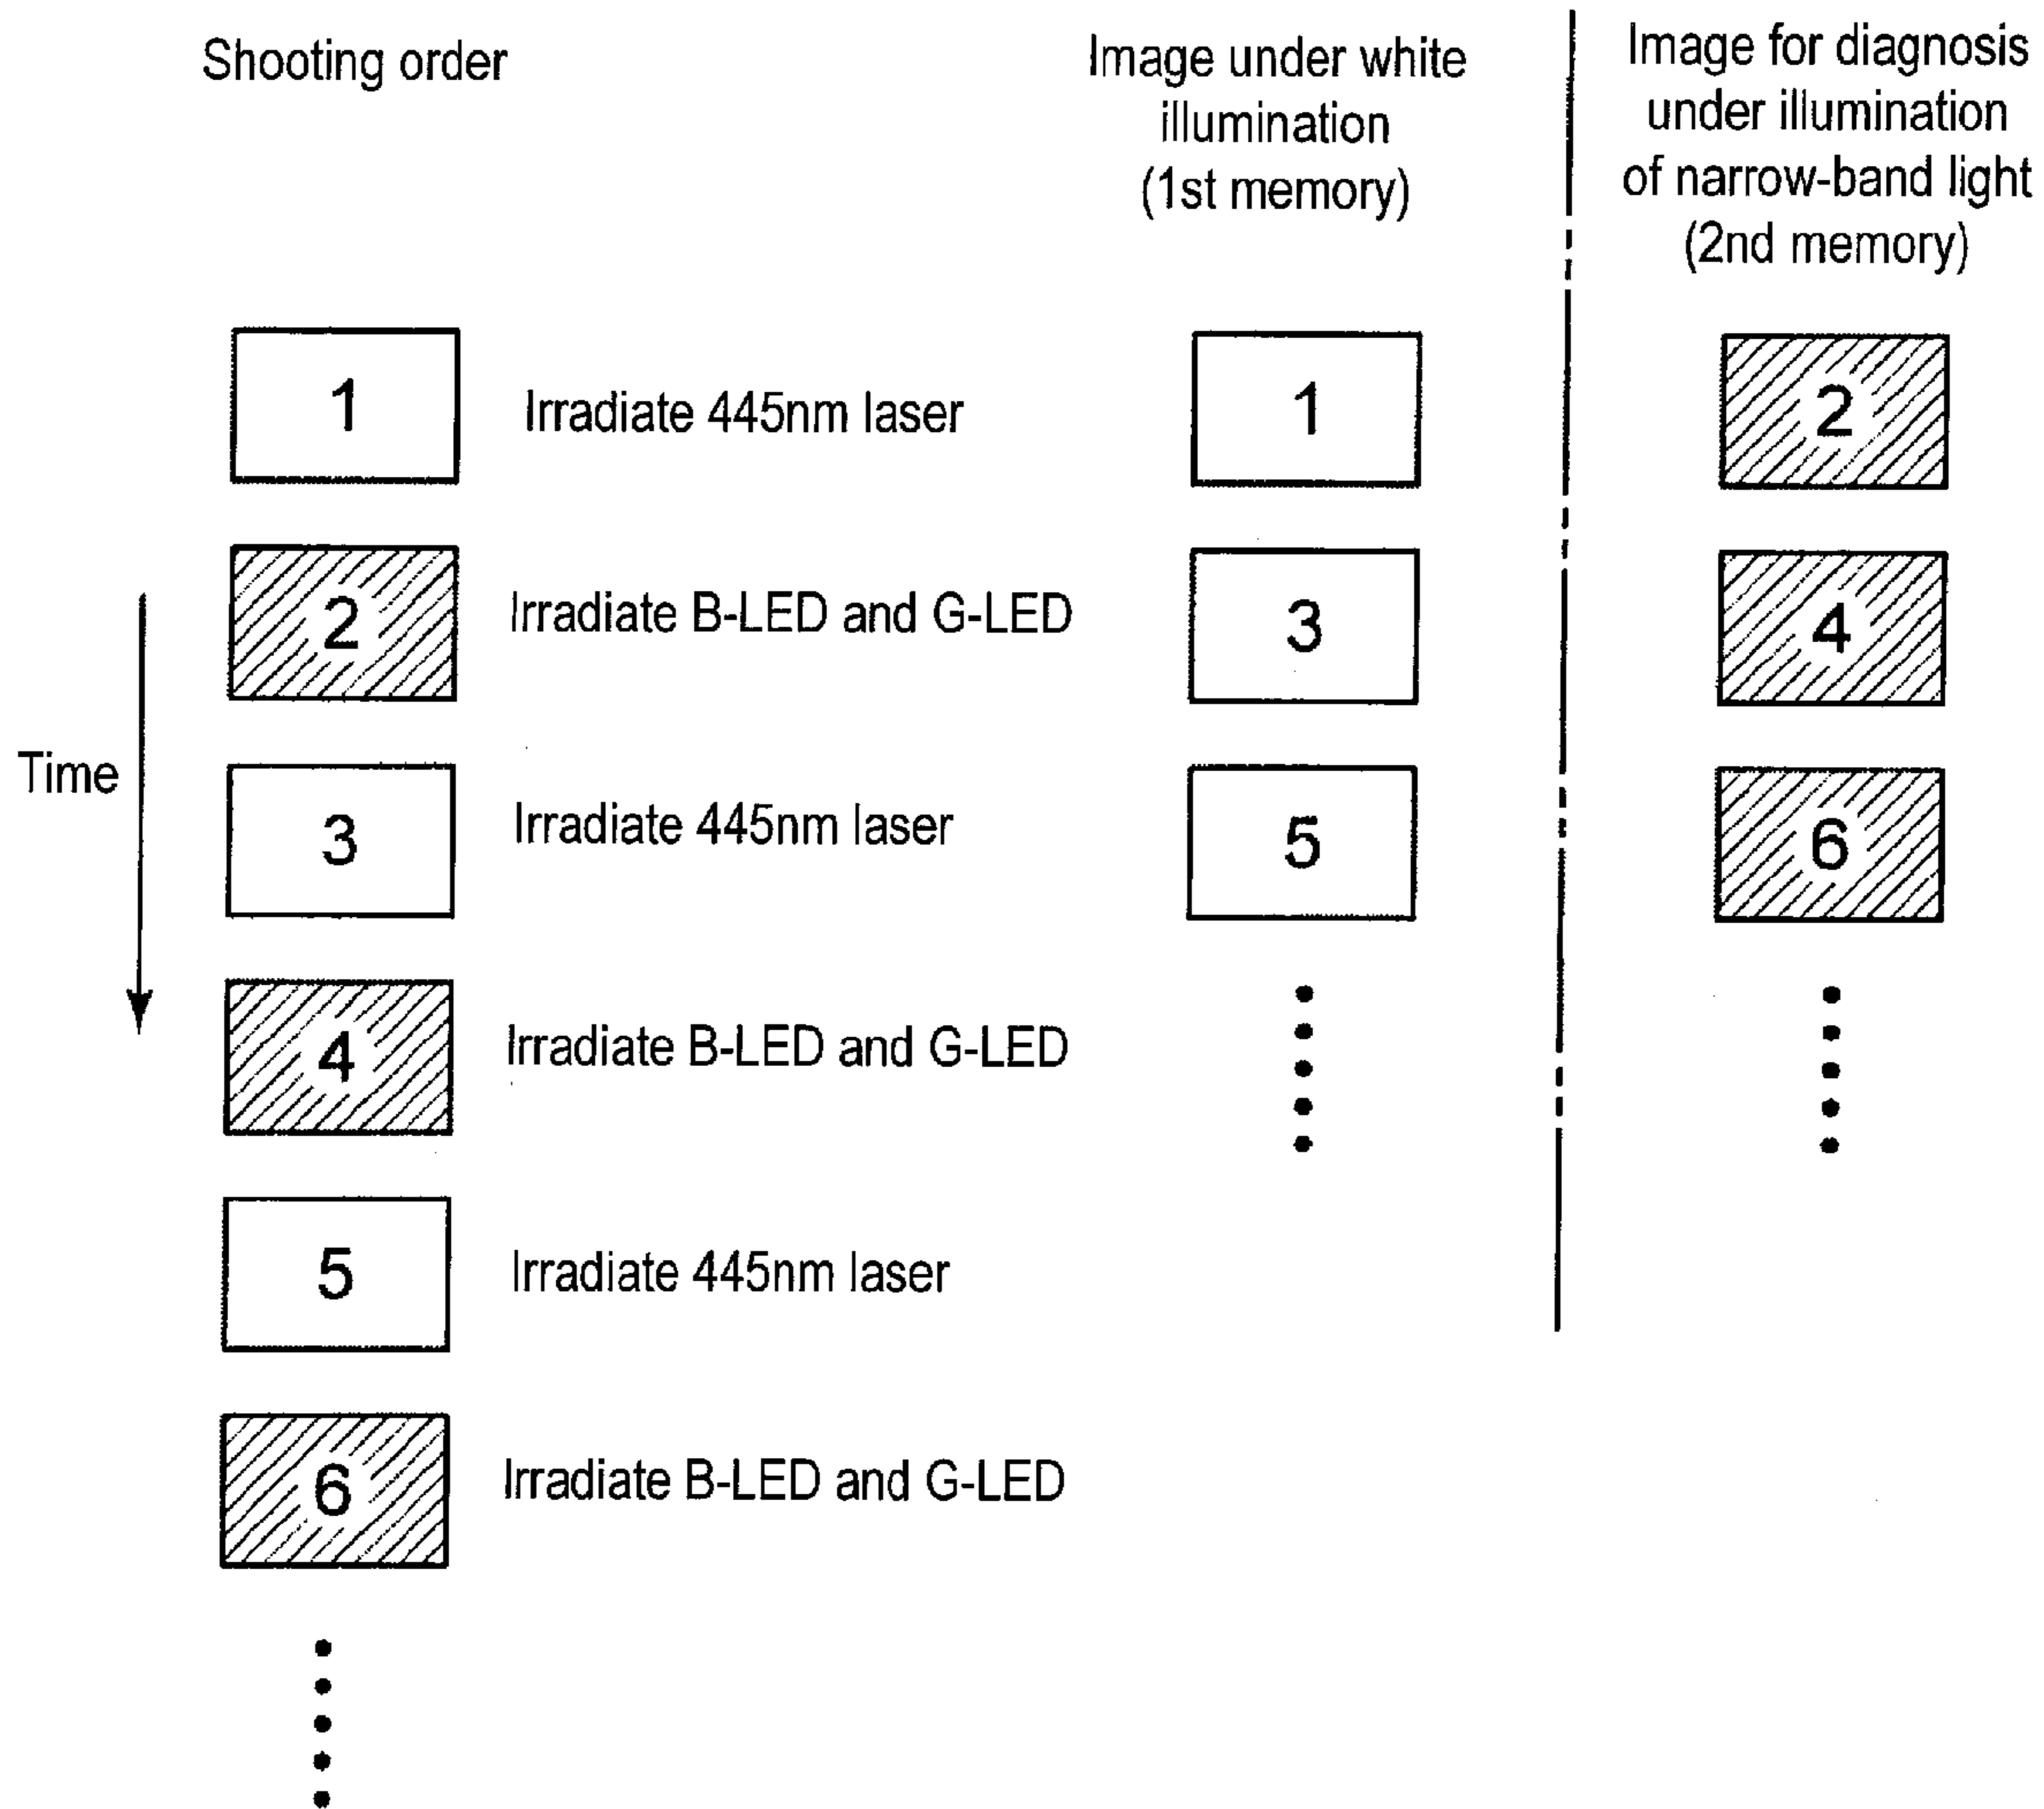 Shooting order
Image under white
illumination
(1st memory)
Image for diagnosis
under illumination
of narrow-band light
(2nd memory)
1
Irradiate 445nm laser
1
2
2
Irradiate B-LED and G-LED
3
4
Time
3
Irradiate 445nm laser
5
6
4
Irradiate B-LED and G-LED
5
Irradiate 445nm laser
6
Irradiate B-LED and G-LED